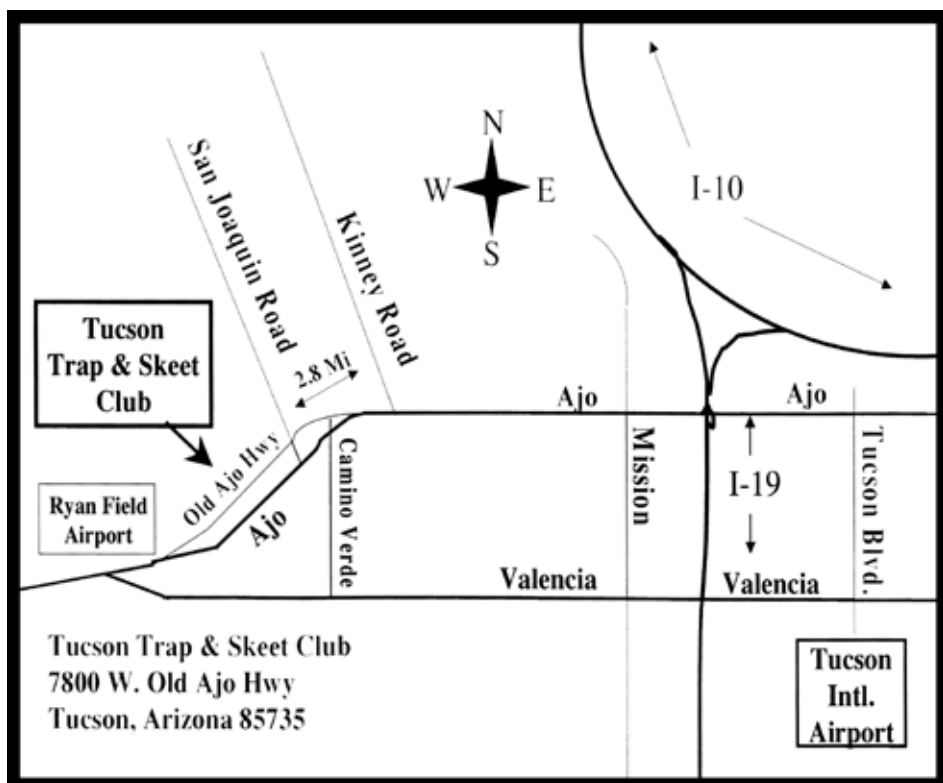 N
W E
S
I-10
San Joaquin Road
Kinney Road
Tucson
Trap & Skeet
Club
2.8 Mi
Ajo
Ajo
Old Ajo Hwy
Ajo
Camino Verde
Mission
I-19
Tucson Blvd.
Ryan Field
Airport
Valencia
Valencia
Tucson Trap & Skeet Club
7800 W. Old Ajo Hwy
Tucson, Arizona 85735
Tucson
Intl.
Airport